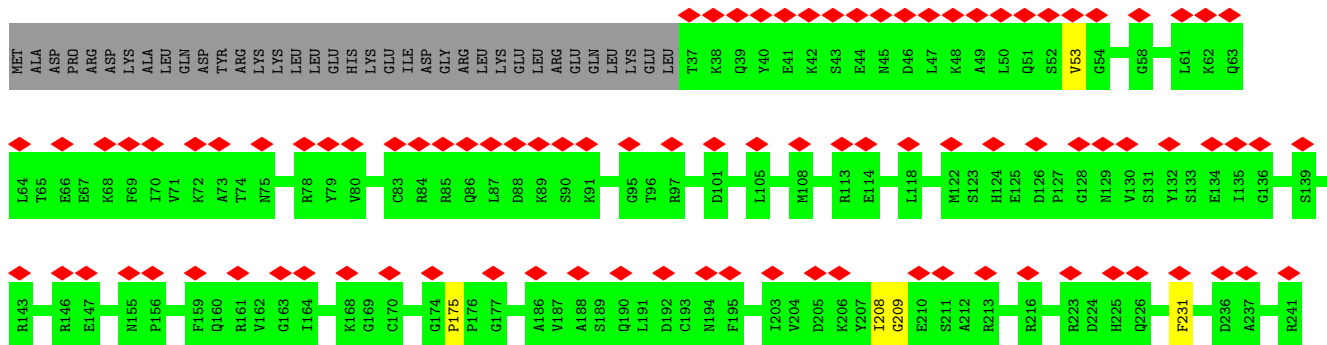 MET ALA ASP PRO ARG ASP LYS ALA LEU GLN ASP TYR ARG LYS LYS LEU LEU GLU HIS LYS GLU ILE ASP GLY ARG LEU LYS GLU LEU ARG GLU GLN LEU LYS GLU LEU T37 K38 Q39 Y40 E41 K42 S43 E44 N45 D46 L47 K48 A49 L50 Q51 S52 V53 G54 G58 L61 K62 Q63
L64 T65 E66 E67 K68 F69 I70 V71 K72 A73 T74 N75 R78 Y79 V80 C83 R84 R85 Q86 L87 D88 K89 S90 K91 G95 T96 R97 D101 L105 M108 R113 E114 L118 M122 S123 H124 E125 D126 P127 G128 N129 V130 S131 Y132 S133 E134 I135 G136 S139
R143 R146 E147 N155 P156 F159 Q160 R161 V162 G163 I164 K168 G169 C170 G174 P175 P176 G177 A186 V187 A188 S189 Q190 L191 D192 C193 N194 F195 I203 V204 D205 K206 Y207 I208 G209 E210 S211 A212 R213 R216 R223 D224 H225 Q226 F231 D236 A237 R241